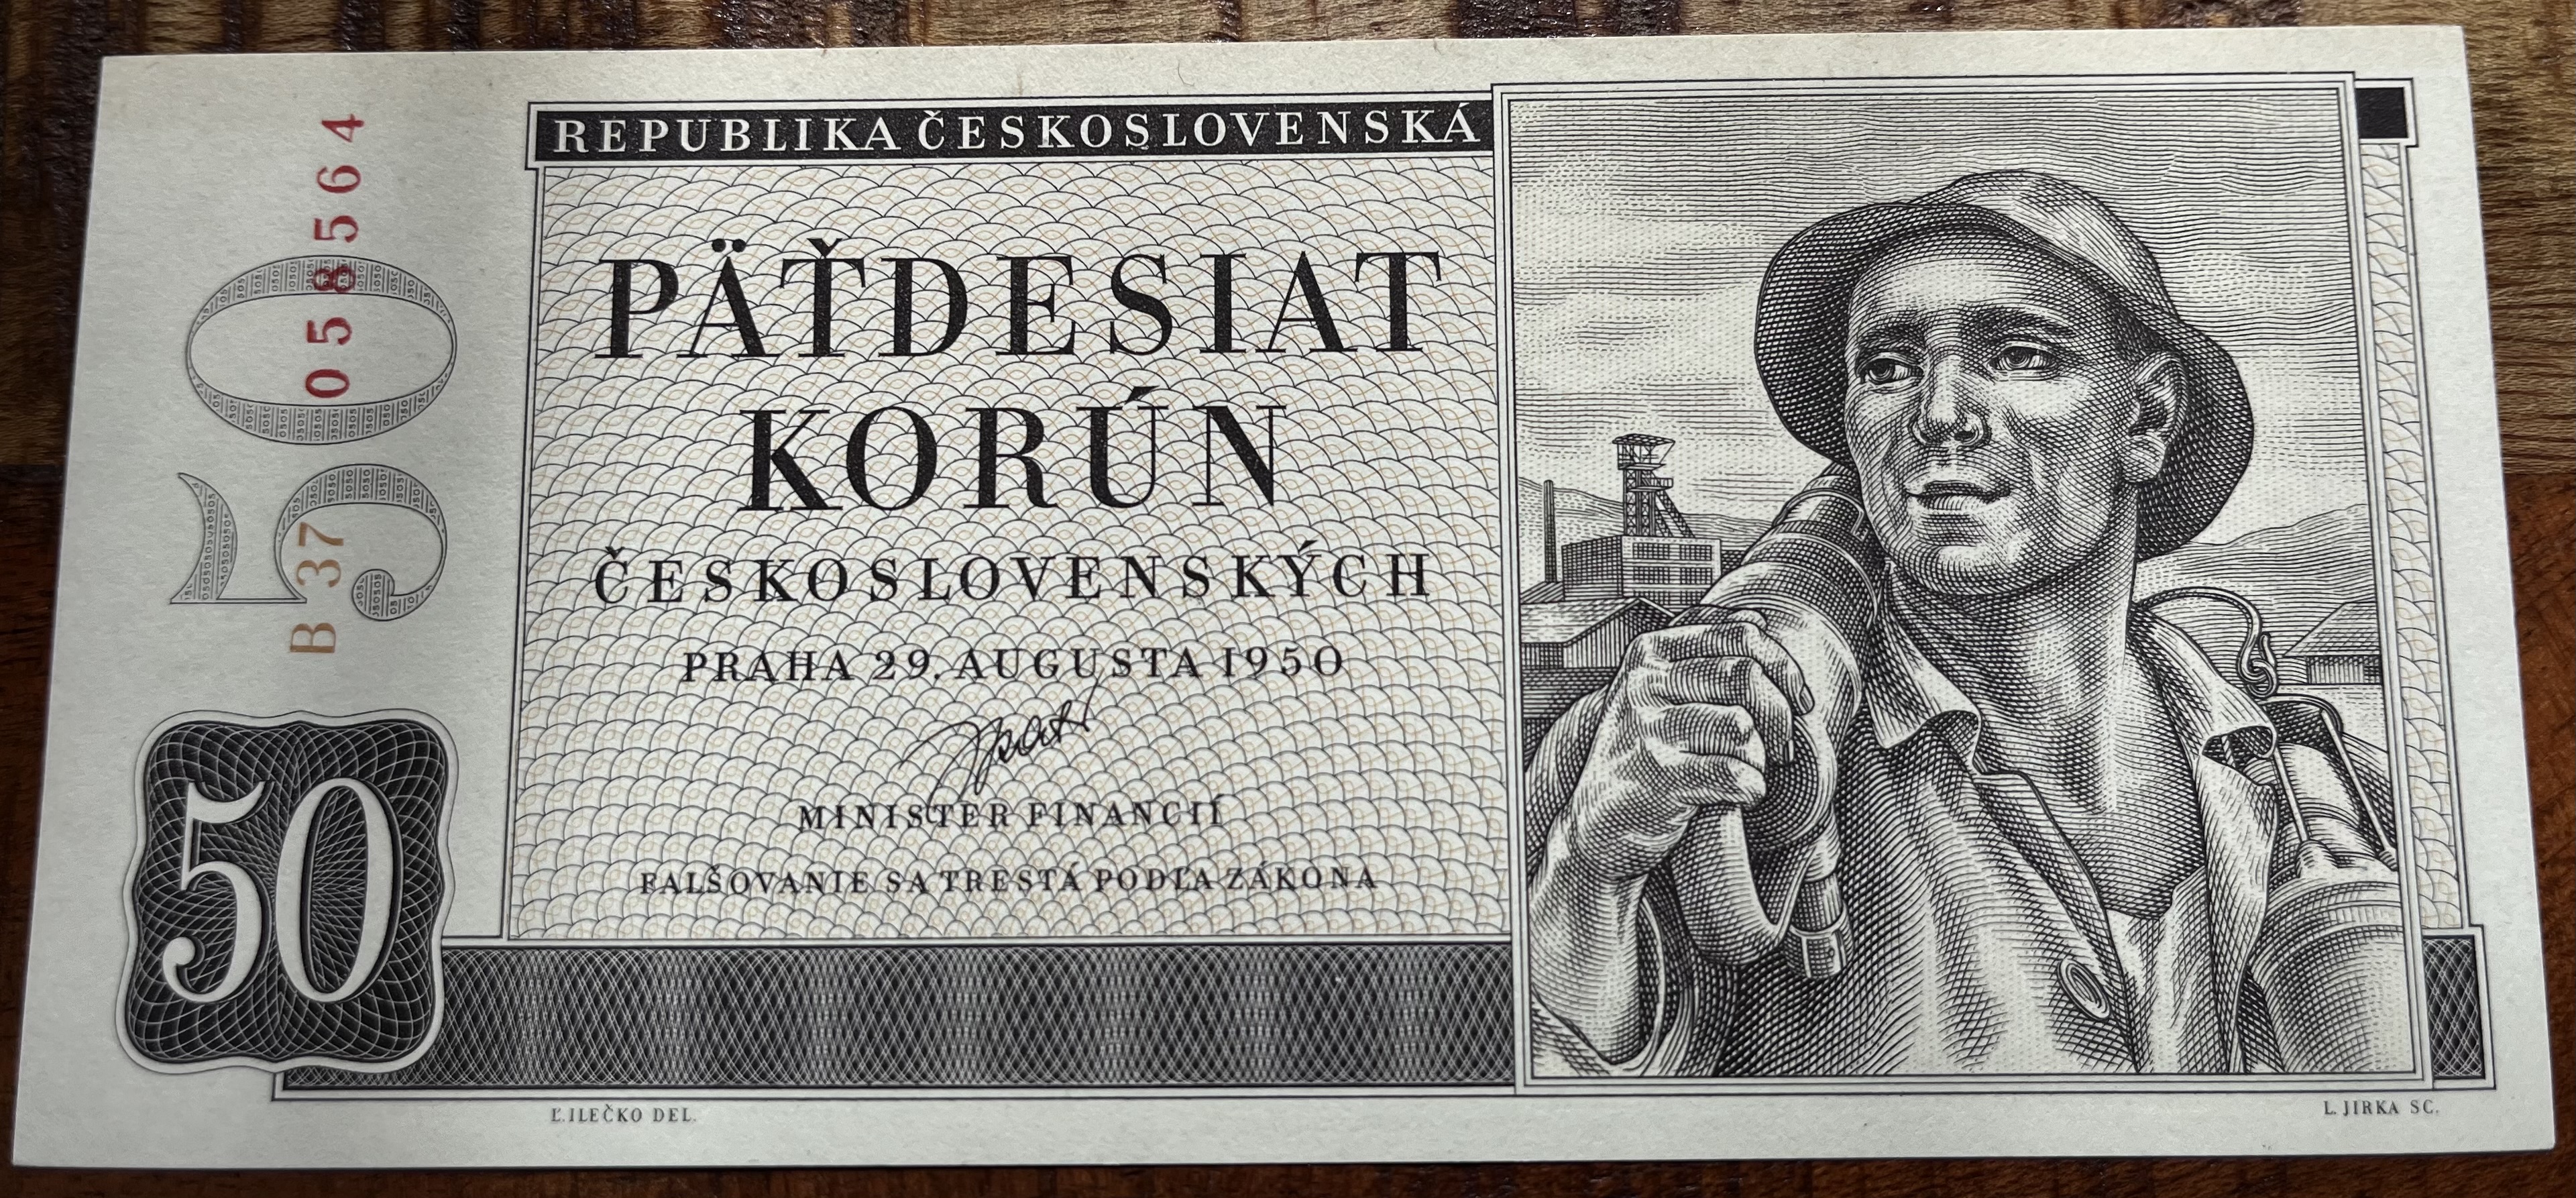 REPUBLIKA ČESKOSLOVENSKÁ
PÄŤDESIAT
KORÚN
ČESKOSLOVENSKÝCH
PRAHA 29. AUGUSTA 1950
MINISTER FINANCIÍ
FALŠOVANIE SA TRESTÁ PODĽA ZÁKONA
50
B 37 058564
50
Ľ. ILEČKO DEL.
L. JIRKA SC.